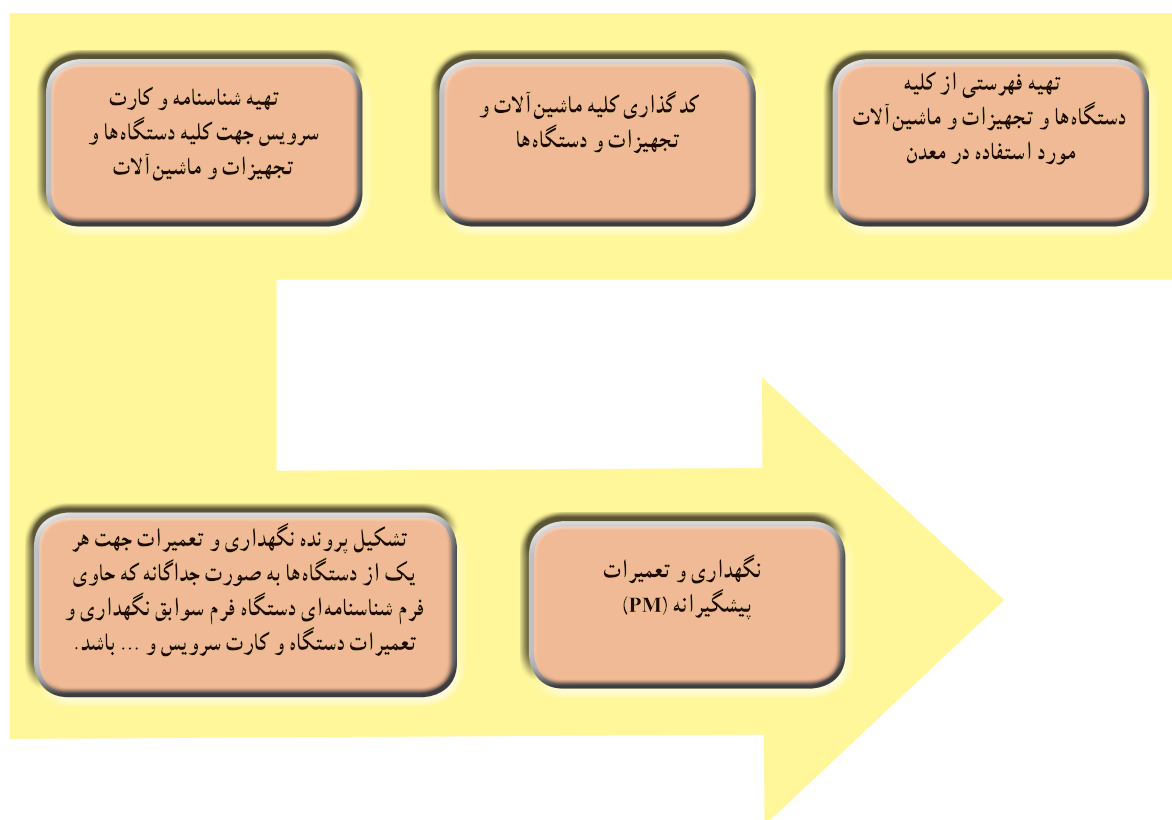 تهیه فهرستی از کلیه
دستگاه‌ها و تجهیزات و ماشین‌آلات
مورد استفاده در معدن
کد گذاری کلیه ماشین‌آلات و
تجهیزات و دستگاه‌ها
تهیه شناسنامه و کارت
سرویس جهت کلیه دستگاه‌ها و
تجهیزات و ماشین‌آلات
تشکیل پرونده نگهداری و تعمیرات جهت هر
یک از دستگاه‌ها به صورت جداگانه که حاوی
فرم شناسنامه‌ای دستگاه فرم سوابق نگهداری و
تعمیرات دستگاه و کارت سرویس و ... باشد.
نگهداری و تعمیرات
پیشگیرانه (PM)